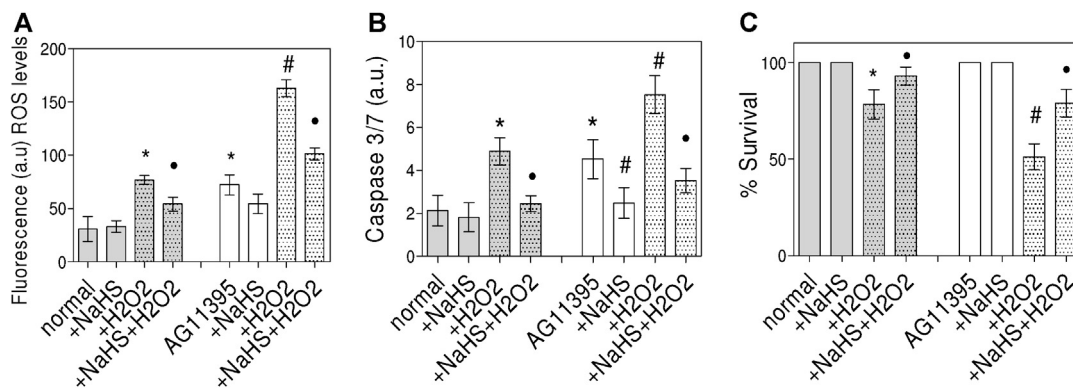 A
Fluorescence (a.u) ROS levels
200
150
100
50
0
*
•
*
#
•
normal
+NaHS
+H2O2
+NaHS+H2O2
AG11395
+NaHS
+H2O2
+NaHS+H2O2
B
Caspase 3/7 (a.u.)
10
8
6
4
2
0
*
•
*
#
#
•
normal
+NaHS
+H2O2
+NaHS+H2O2
AG11395
+NaHS
+H2O2
+NaHS+H2O2
C
% Survival
100
50
0
*
•
#
•
normal
+NaHS
+H2O2
+NaHS+H2O2
AG11395
+NaHS
+H2O2
+NaHS+H2O2